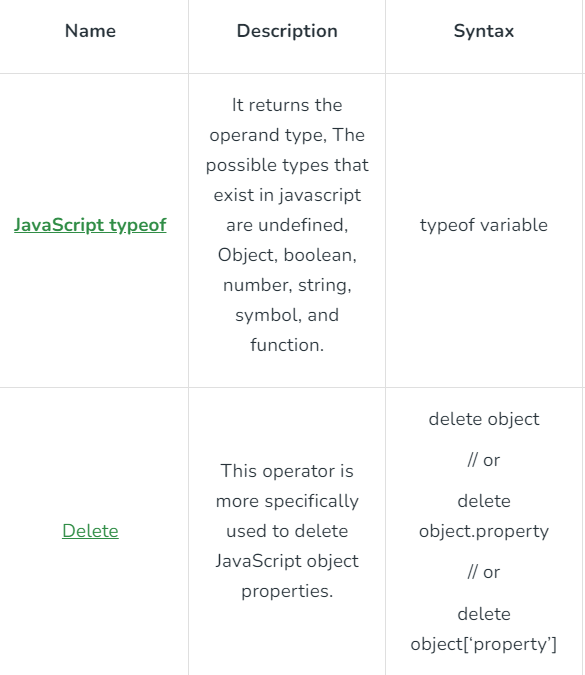 Name
Description
Syntax
JavaScript typeof
It returns the
operand type, The
possible types that
exist in javascript
are undefined,
Object, boolean,
number, string,
symbol, and
function.
typeof variable
Delete
This operator is
more specifically
used to delete
JavaScript object
properties.
delete object
// or
delete
object.property
// or
delete
object[‘property’]